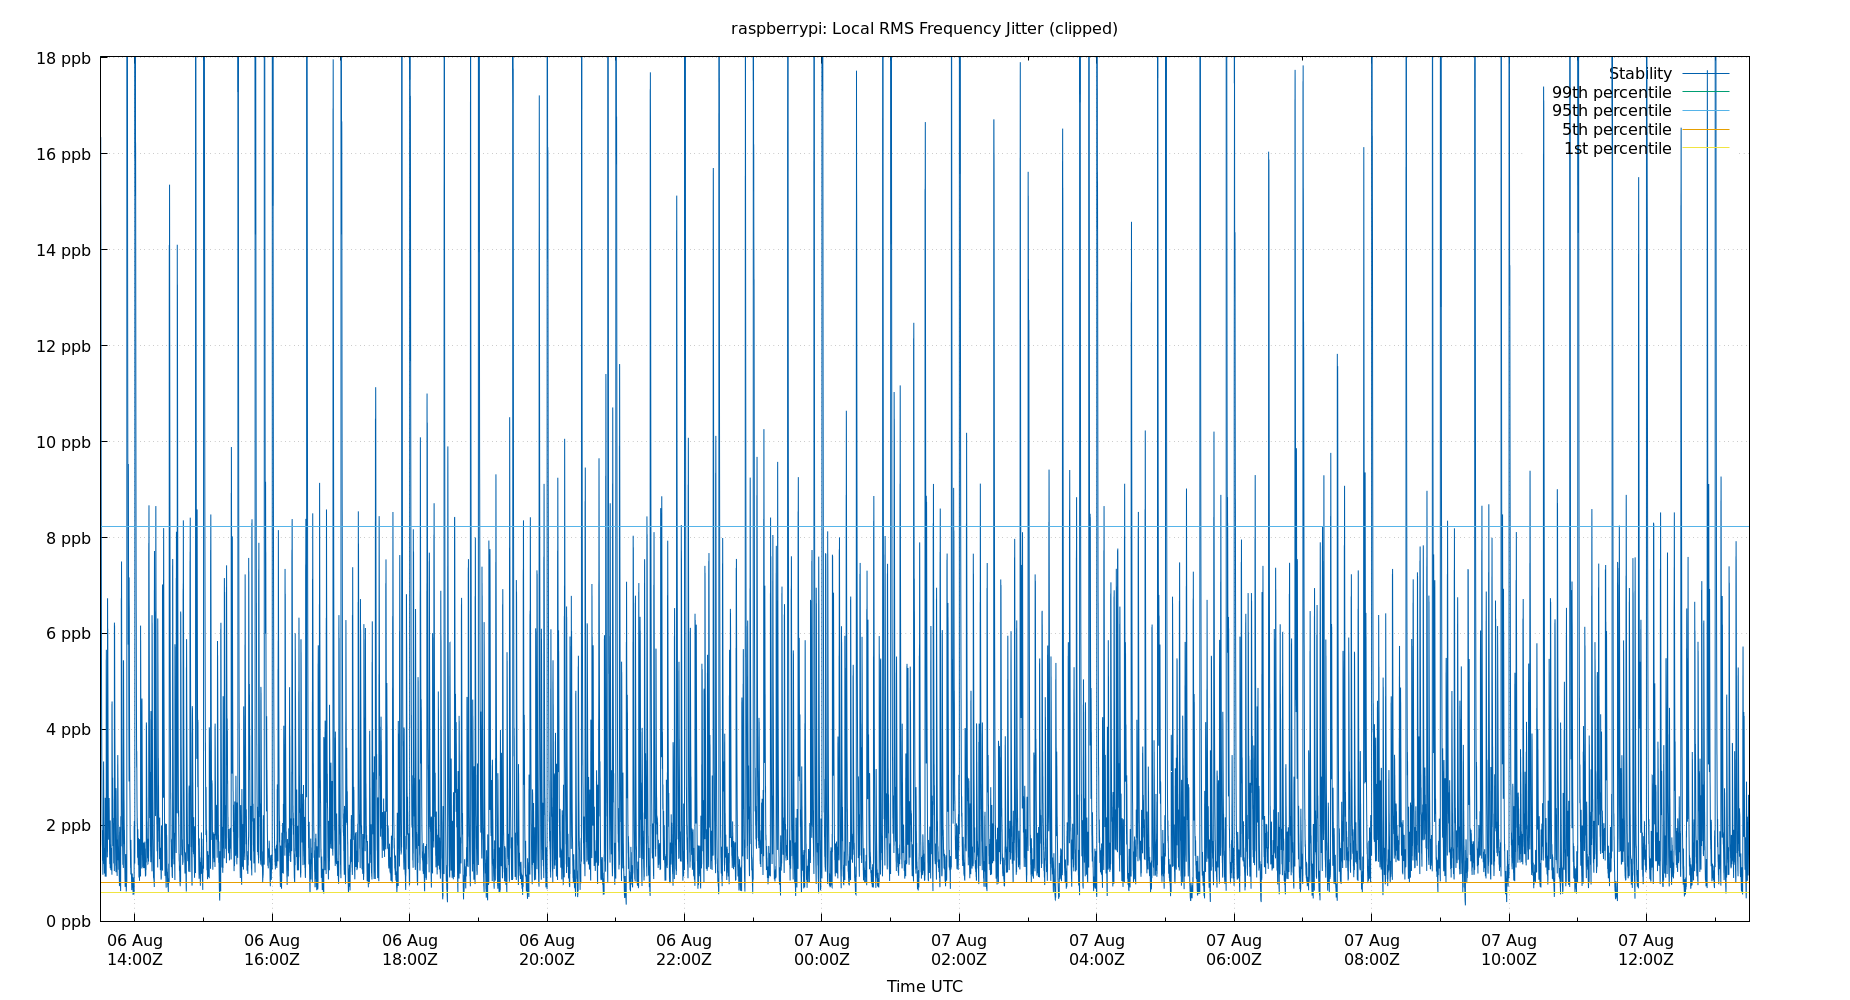 raspberrypi: Local RMS Frequency Jitter (clipped)
18 ppb
16 ppb
14 ppb
12 ppb
10 ppb
8 ppb
6 ppb
4 ppb
2 ppb
0 ppb
Stability
99th percentile
95th percentile
5th percentile
1st percentile
06 Aug 06 Aug 06 Aug 06 Aug 06 Aug 07 Aug 07 Aug 07 Aug 07 Aug 07 Aug 07 Aug 07 Aug
14:00Z 16:00Z 18:00Z 20:00Z 22:00Z 00:00Z 02:00Z 04:00Z 06:00Z 08:00Z 10:00Z 12:00Z
Time UTC